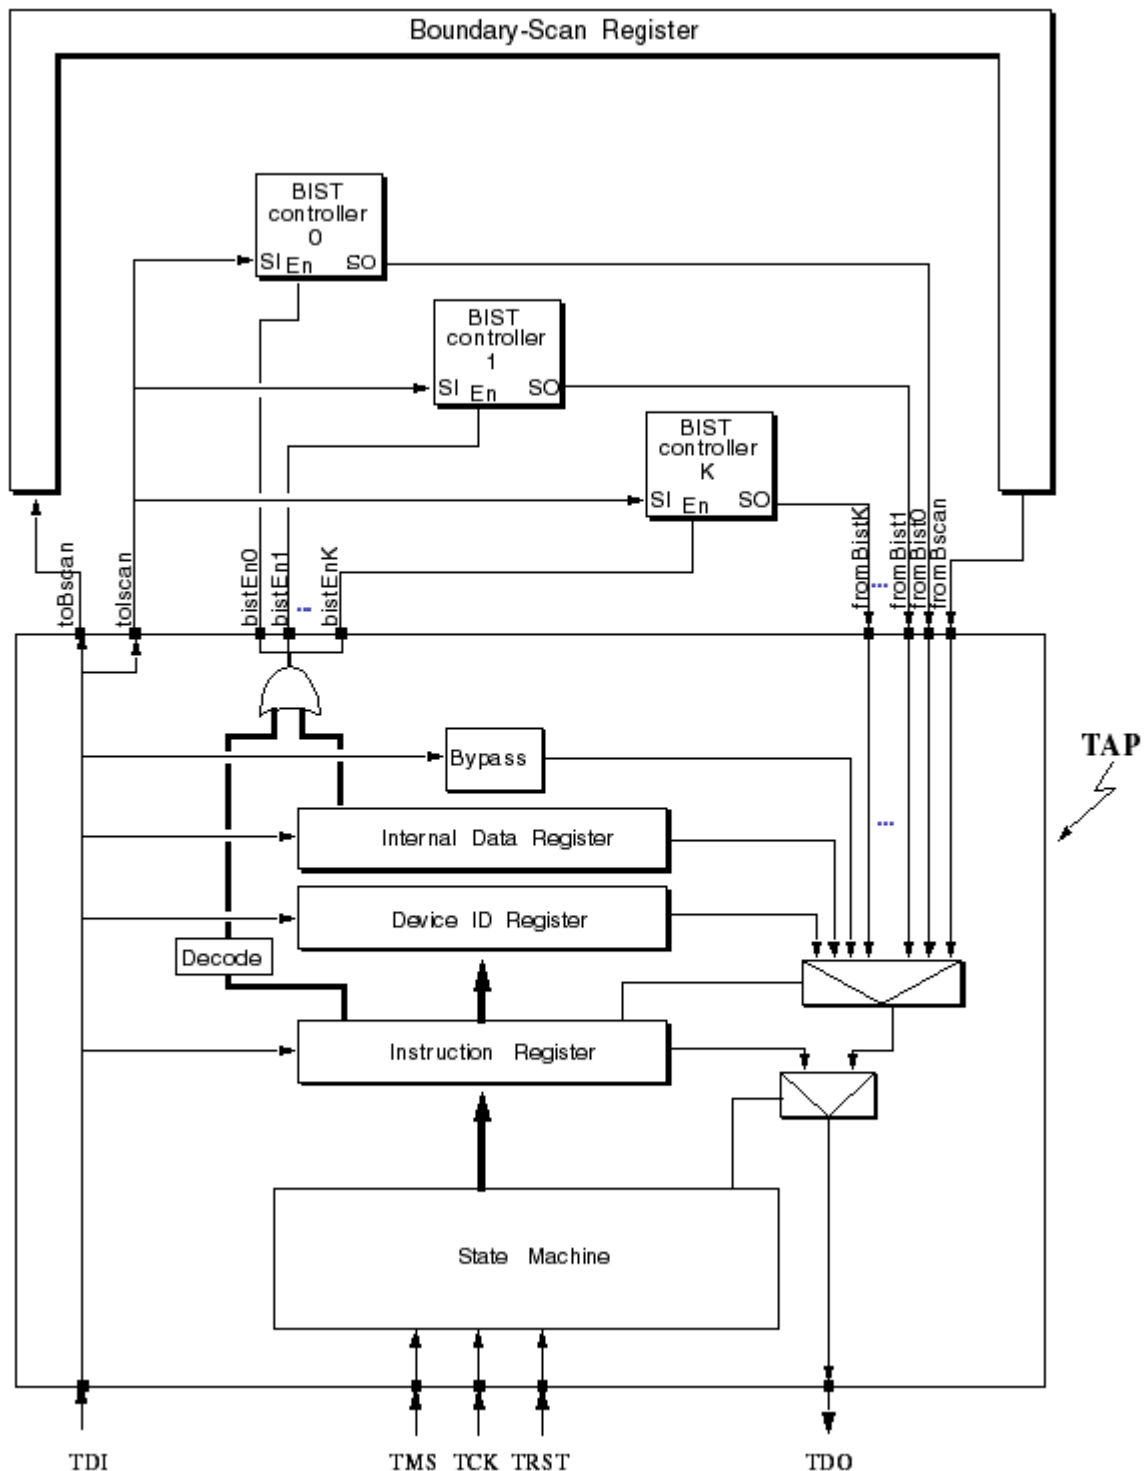 Boundary-Scan Register
BIST
controller
0
SI En SO
BIST
controller
1
SI En SO
BIST
controller
K
SI En SO
toBscan
toIscan
bistEn0
bistEn1
...
bistEnK
fromBistK
...
fromBist1
fromBist0
fromBscan
TAP
Bypass
...
Internal Data Register
Device ID Register
Decode
Instruction Register
State Machine
TDI TMS TCK TRST TDO